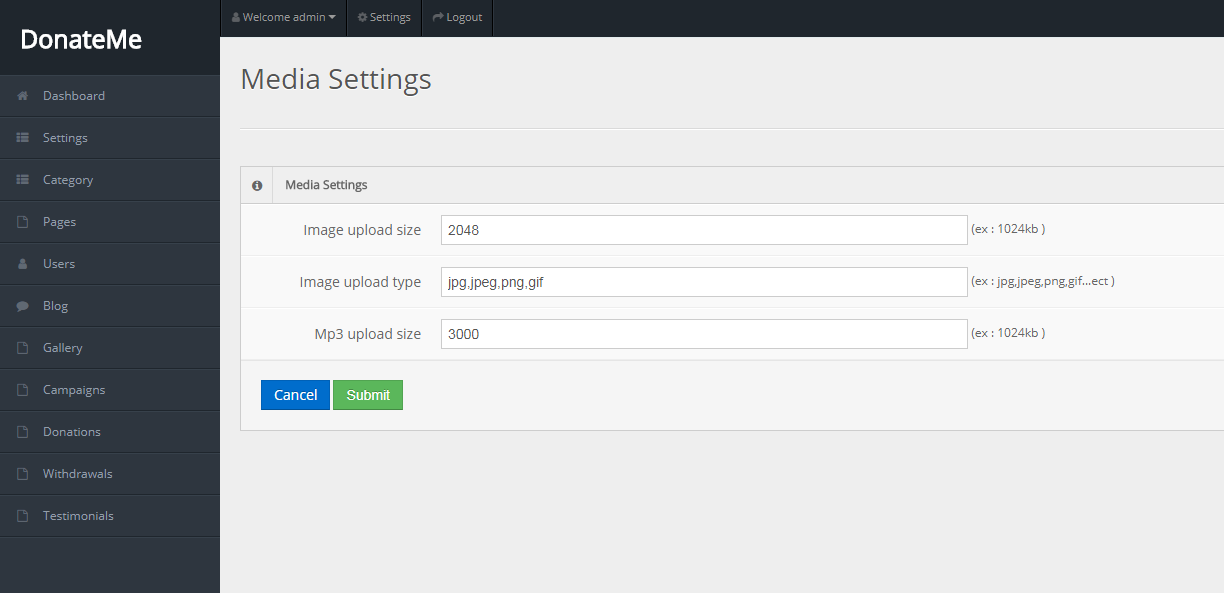 DonateMe
Welcome admin
Settings
Logout
Dashboard
Settings
Category
Pages
Users
Blog
Gallery
Campaigns
Donations
Withdrawals
Testimonials
Media Settings
Media Settings
Image upload size 2048 (ex : 1024kb )
Image upload type jpg,jpeg,png,gif (ex : jpg,jpeg,png,gif...ect )
Mp3 upload size 3000 (ex : 1024kb )
Cancel Submit